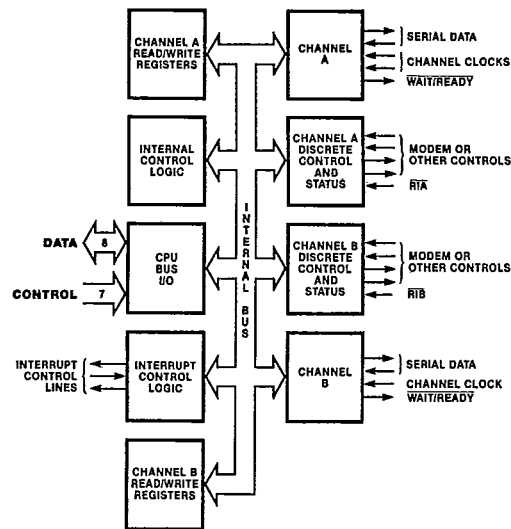 CHANNEL A
READ/WRITE
REGISTERS
CHANNEL
A
SERIAL DATA
CHANNEL CLOCKS
WAIT/READY
INTERNAL
CONTROL
LOGIC
CHANNEL A
DISCRETE
CONTROL
AND
STATUS
MODEM OR
OTHER CONTROLS
RIA
INTERNAL BUS
DATA
8
CONTROL
7
CPU
BUS
I/O
CHANNEL B
DISCRETE
CONTROL
AND
STATUS
MODEM OR
OTHER CONTROLS
RIB
INTERRUPT
CONTROL
LINES
INTERRUPT
CONTROL
LOGIC
CHANNEL
B
SERIAL DATA
CHANNEL CLOCK
WAIT/READY
CHANNEL B
READ/WRITE
REGISTERS